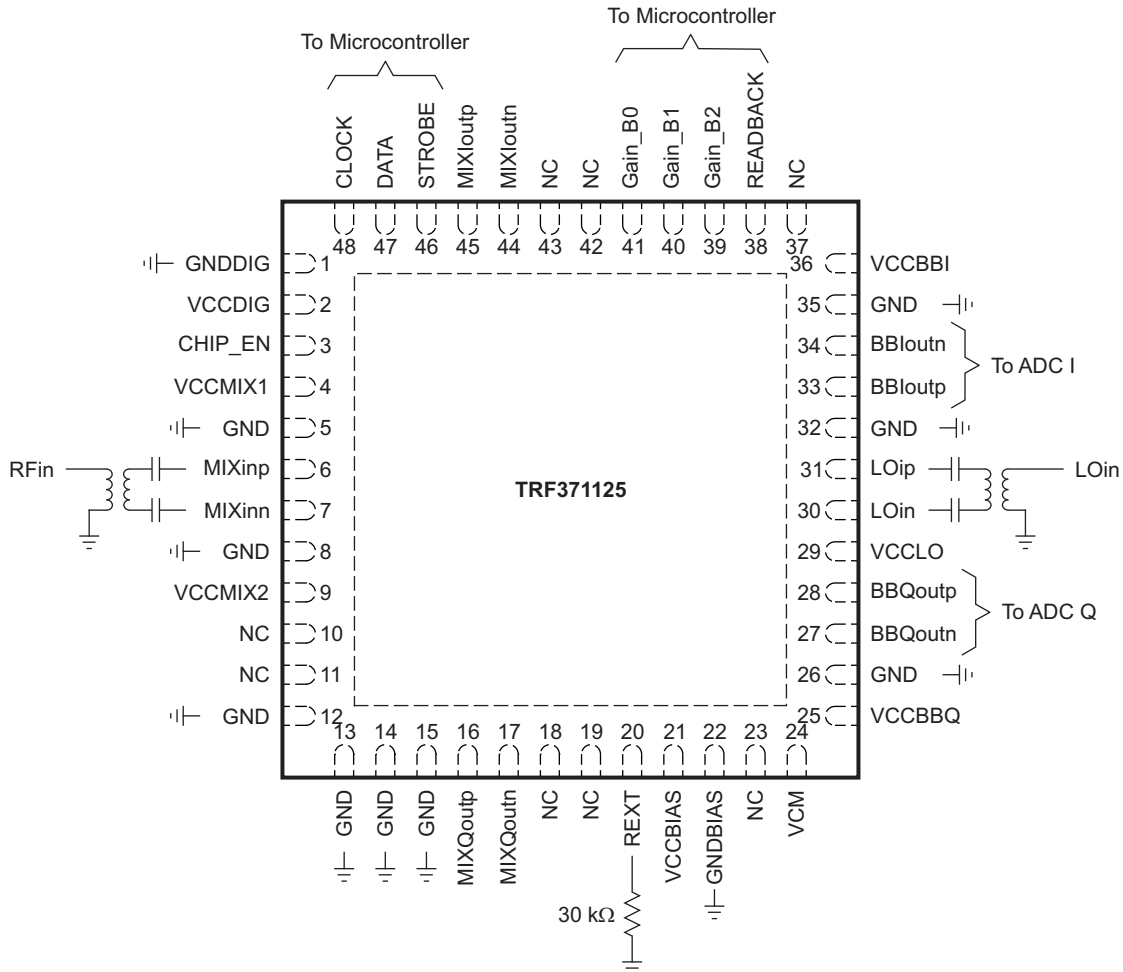 To Microcontroller
To Microcontroller
CLOCK
DATA
STROBE
MIXIoutp
MIXIoutn
NC
NC
Gain_B0
Gain_B1
Gain_B2
READBACK
NC
48 47 46 45 44 43 42 41 40 39 38 37
GNDDIG 1
VCCDIG 2
CHIP_EN 3
VCCMIX1 4
GND 5
RFin
MIXinp 6
MIXinn 7
GND 8
VCCMIX2 9
NC 10
NC 11
GND 12
TRF371125
36 VCCBBI
35 GND
34 BBIoutn
33 BBIoutp
To ADC I
32 GND
31 LOip
30 LOin
LOin
29 VCCLO
28 BBQoutp
27 BBQoutn
To ADC Q
26 GND
25 VCCBBQ
13 14 15 16 17 18 19 20 21 22 23 24
GND
GND
GND
MIXQoutp
MIXQoutn
NC
NC
REXT
VCCBIAS
GNDBIAS
NC
VCM
30 kΩ